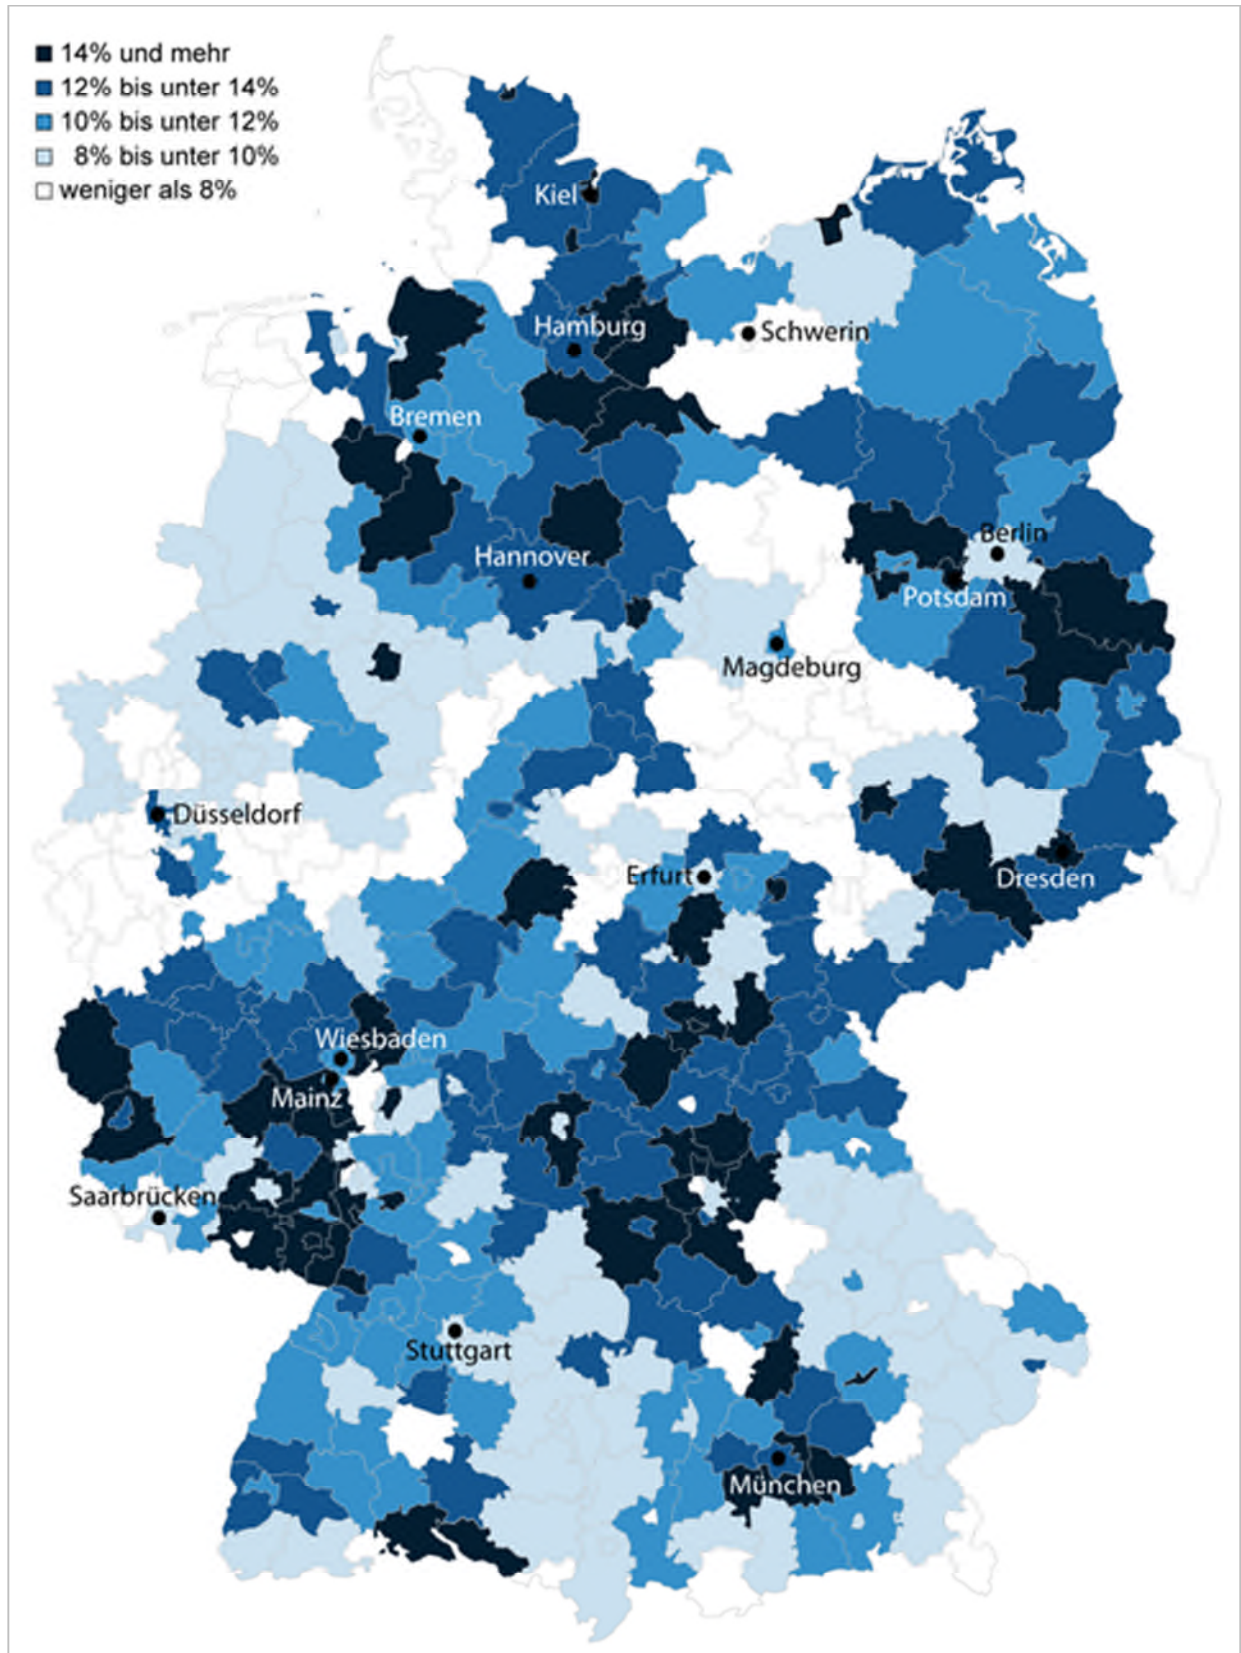 14% und mehr
12% bis unter 14%
10% bis unter 12%
8% bis unter 10%
weniger als 8%
Kiel
Hamburg
Schwerin
Bremen
Berlin
Hannover
Potsdam
Magdeburg
Düsseldorf
Erfurt
Dresden
Wiesbaden
Mainz
Saarbrücken
Stuttgart
München